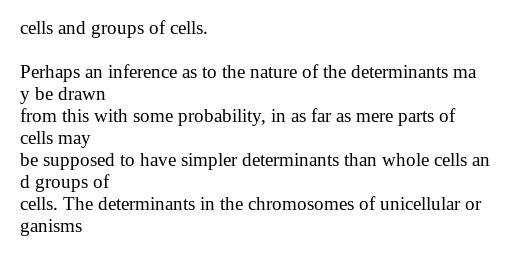 cells and groups of cells.

Perhaps an inference as to the nature of the determinants ma
y be drawn
from this with some probability, in as far as mere parts of
cells may
be supposed to have simpler determinants than whole cells an
d groups of
cells. The determinants in the chromosomes of unicellular or
ganisms